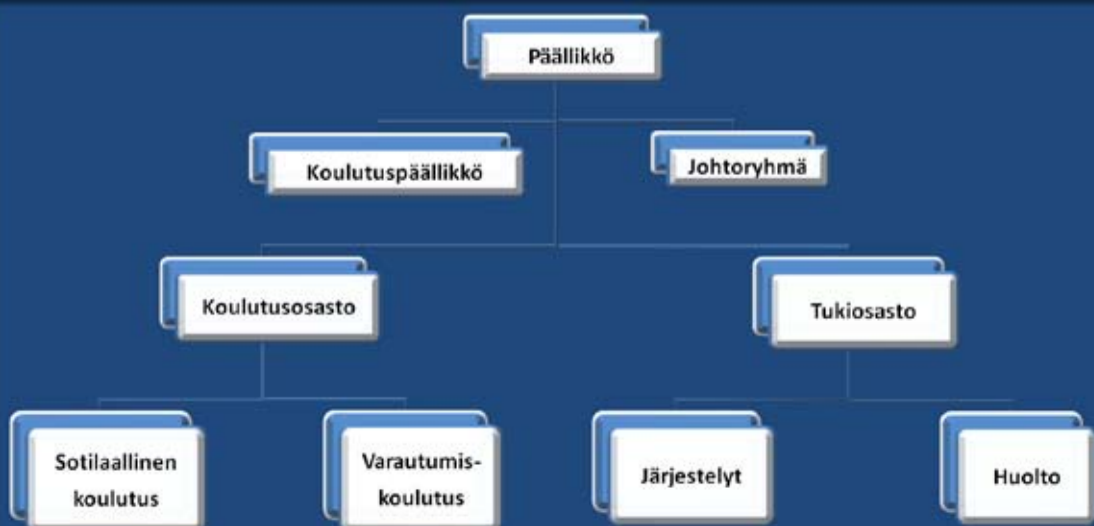 Päällikkö
Koulutuspäällikkö
Johtoryhmä
Koulutusosasto
Tukiosasto
Sotilaallinen
koulutus
Varautumis-
koulutus
Järjestelyt
Huolto